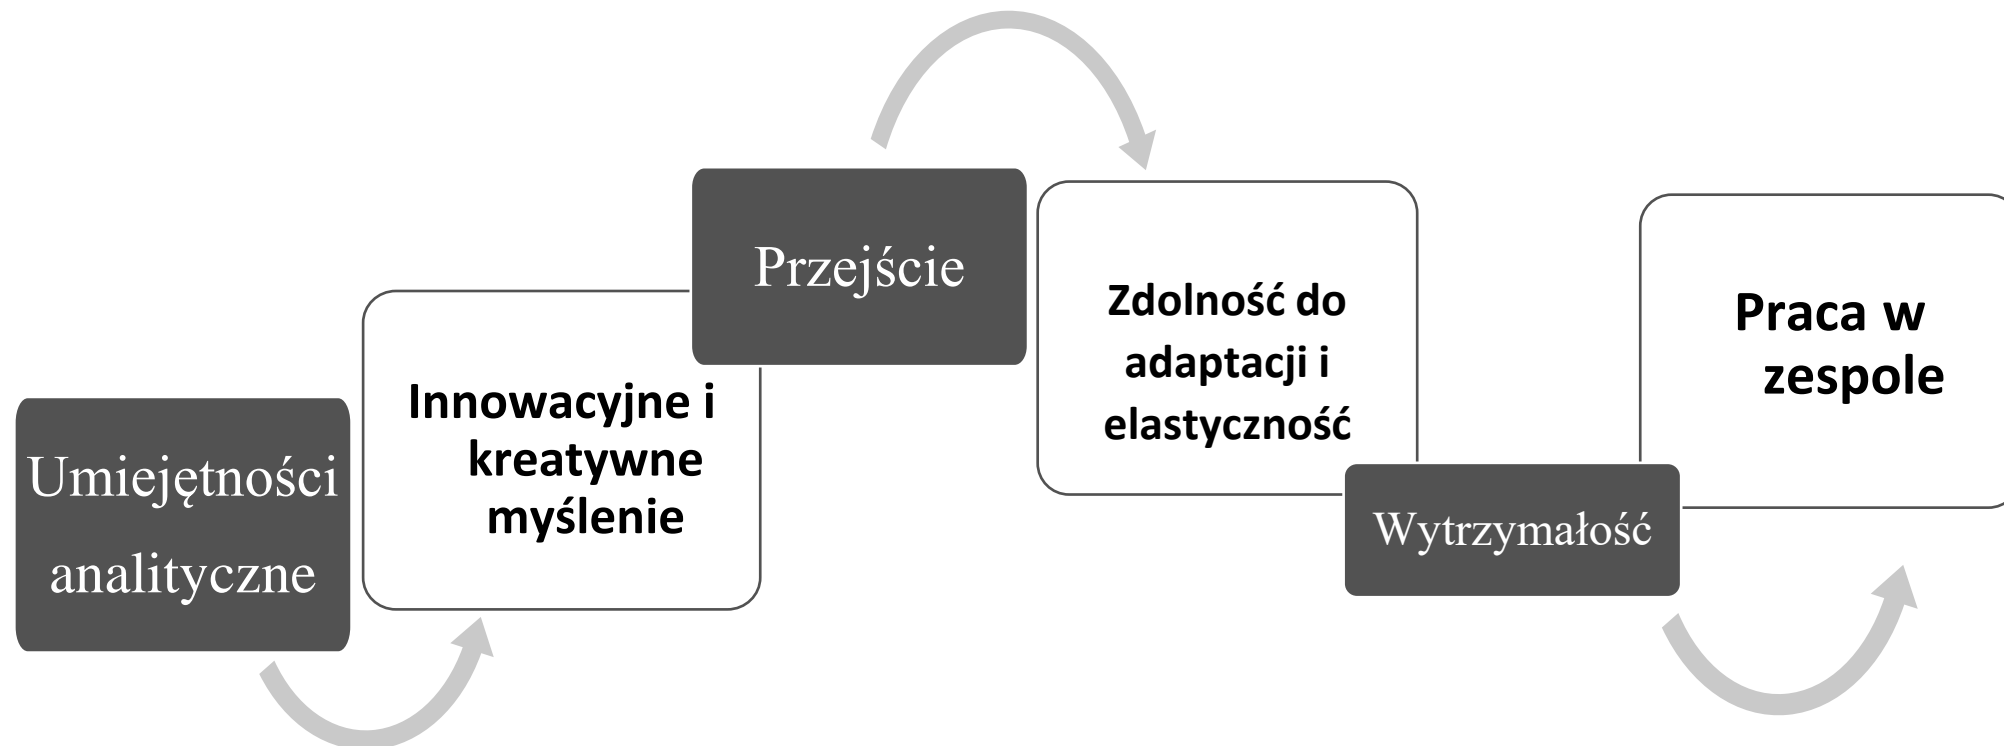 Umiejętności
analityczne
Innowacyjne i
kreatywne
myślenie
Przejście
Zdolność do
adaptacji i
elastyczność
Wytrzymałość
Praca w
zespole